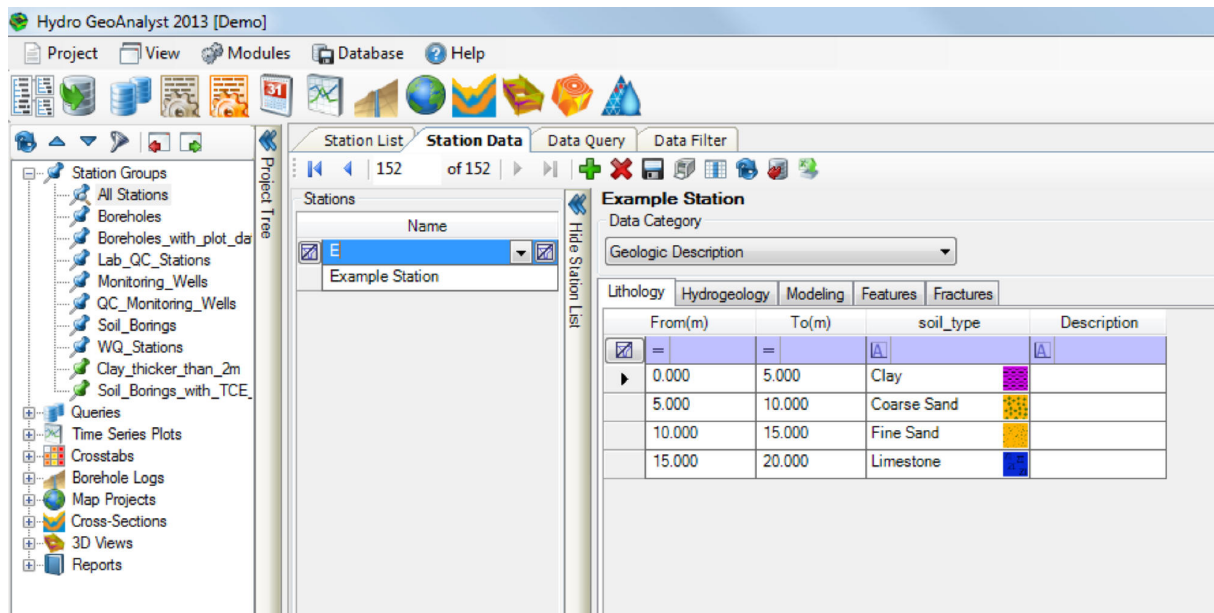 Hydro GeoAnalyst 2013 [Demo]
Project View Modules Database Help
31
Station List Station Data Data Query Data Filter
152 of 152
Project Tree
Station Groups
All Stations
Boreholes
Boreholes_with_plot_da
Lab_QC_Stations
Monitoring_Wells
QC_Monitoring_Wells
Soil_Borings
WQ_Stations
Clay_thicker_than_2m
Soil_Borings_with_TCE_
Queries
Time Series Plots
Crosstabs
Borehole Logs
Map Projects
Cross-Sections
3D Views
Reports
Stations
Name
E
Example Station
Hide Station List
Example Station
Data Category
Geologic Description
Lithology Hydrogeology Modeling Features Fractures
From(m) To(m) soil_type Description
= = A A
0.000 5.000 Clay
5.000 10.000 Coarse Sand
10.000 15.000 Fine Sand
15.000 20.000 Limestone